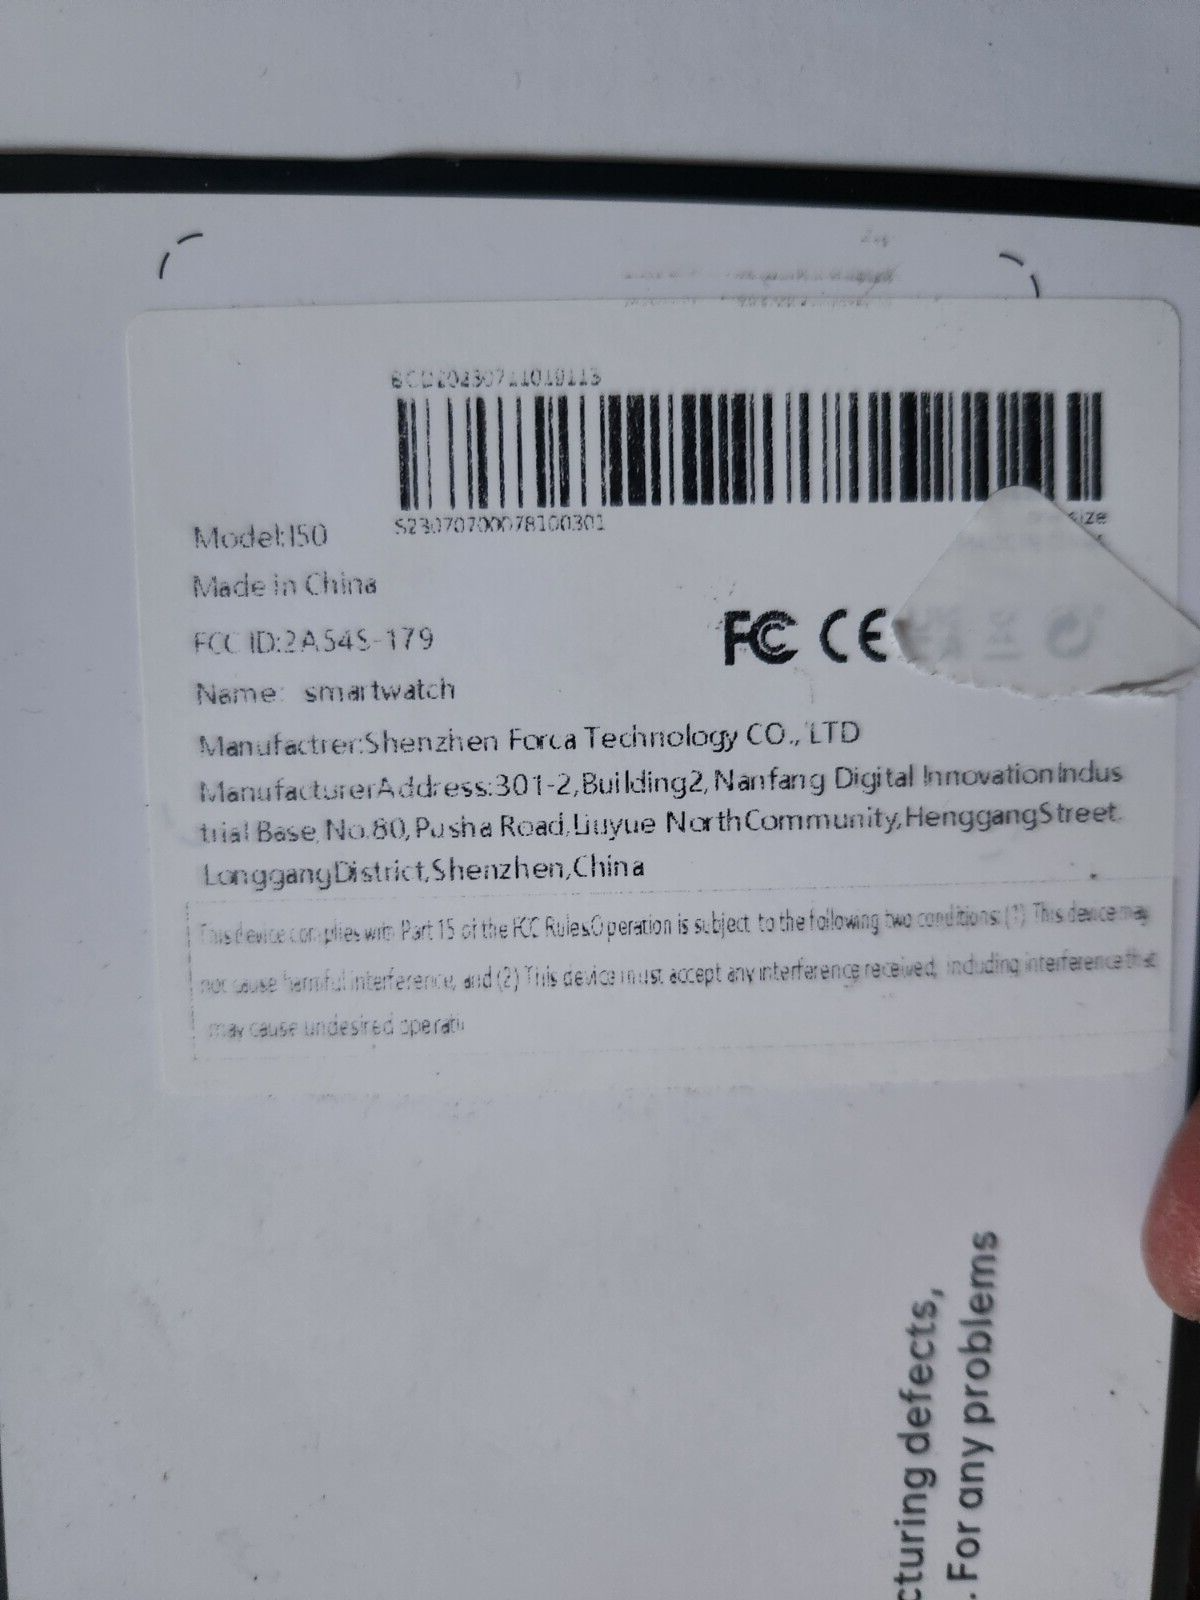 S230707000781003​01
size
Model:I50
Made in China
FCC ID:2A54S-179
FC CE
Name: smartwatch
Manufactrer:Shenzhen Forca Technology CO., LTD
ManufacturerAddress:301-2,Building2, Nanfang Digital InnovationIndus
trial Base, No.80,Pusha Road,Liuyue NorthCommunity,HenggangStreet.
LonggangDistrict,Shenzhen,China
This device complies with Part 15 of the FCC Rules.Operation is subject to the following two conditions: (1) This device may
not cause harmful interference, and (2) This device must accept any interference received, including interference that
may cause undesired operati
cturing defects,
. For any problems